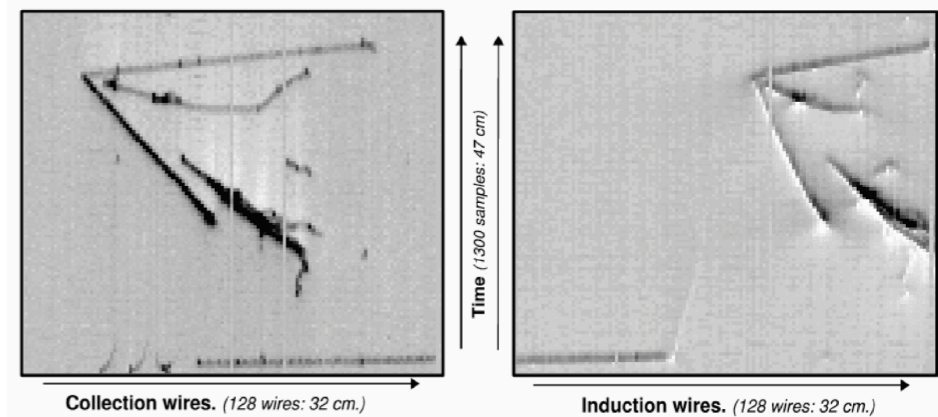 Time (1300 samples: 47 cm)
Collection wires. (128 wires: 32 cm.)
Induction wires. (128 wires: 32 cm.)